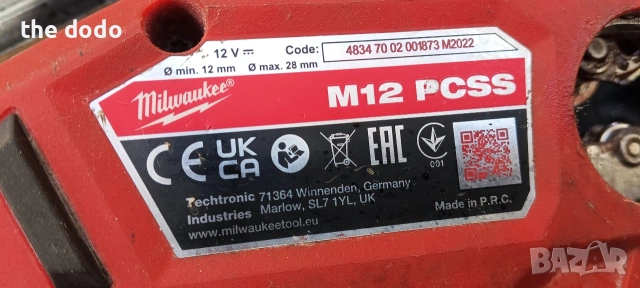 the dodo
12 V ⎓ Code: 4834 70 02 001873 M2022
Ø min. 12 mm Ø max. 28 mm
Milwaukee
M12 PCSS
CE UK CA EAC
001
Techtronic 71364 Winnenden, Germany
Industries Marlow, SL7 1YL, UK
www.milwaukeetool.eu
Made in P.R.C.
BAZAR